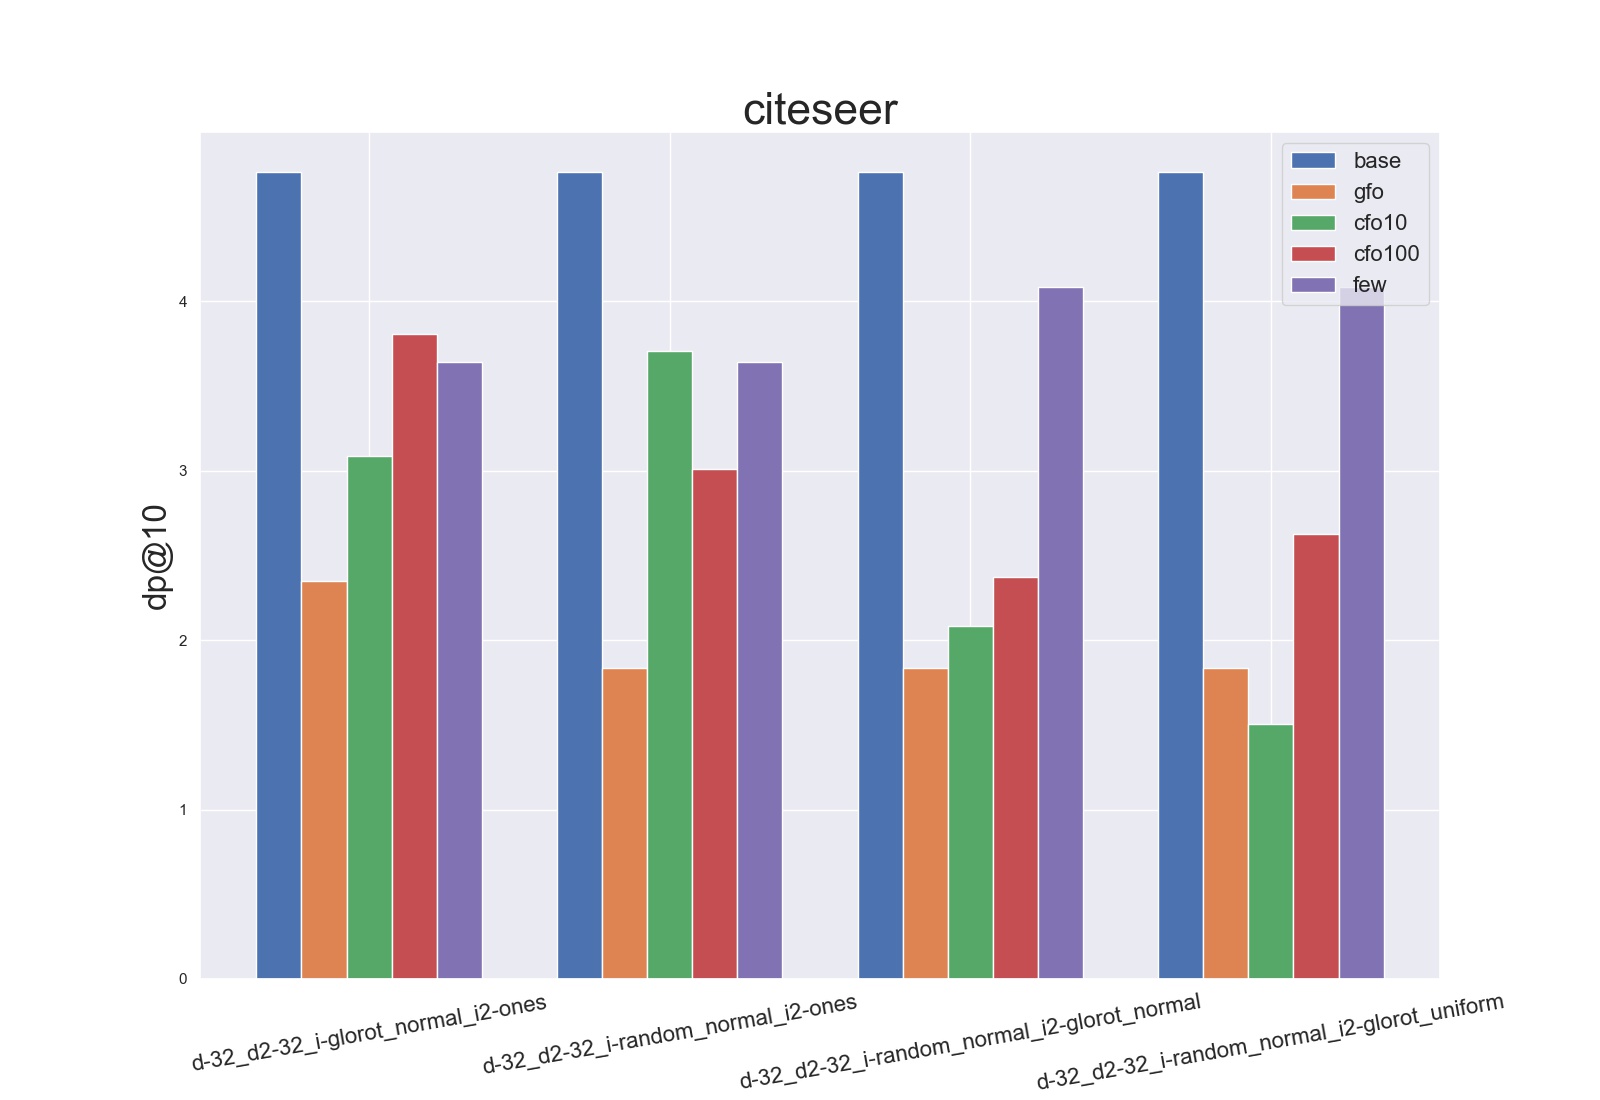 citeseer
base
gfo
cfo10
cfo100
few
dp@10
4
3
2
1
0
d-32_d2-32_i-glorot_normal_i2-ones
d-32_d2-32_i-random_normal_i2-ones
d-32_d2-32_i-random_normal_i2-glorot_normal
d-32_d2-32_i-random_normal_i2-glorot_uniform